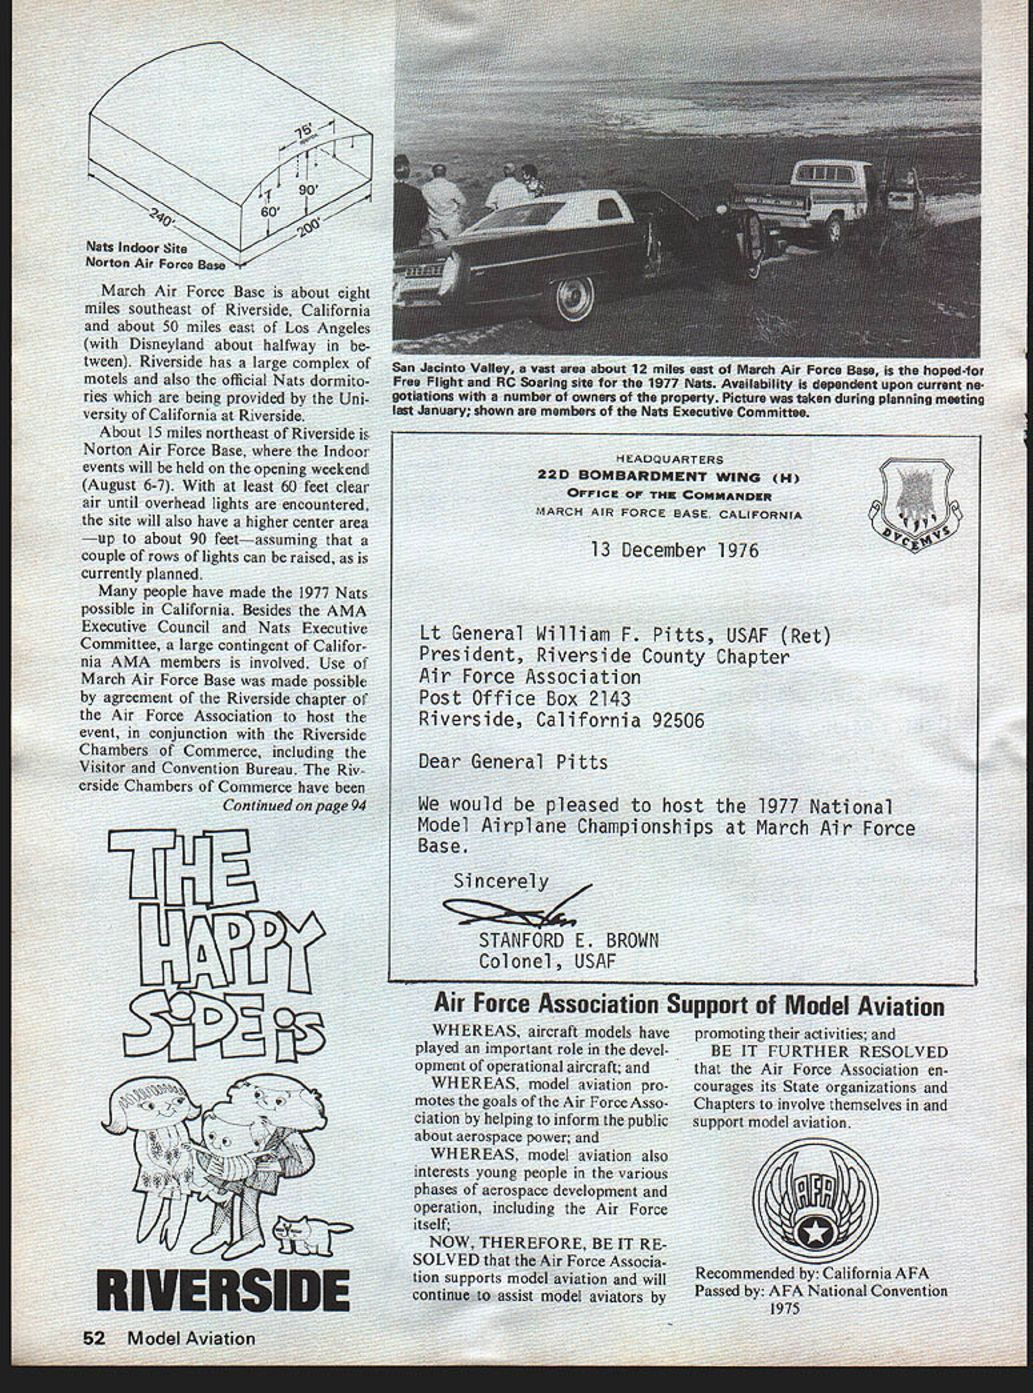 75'
approx.
90'
60'
240'
200'
Nats Indoor Site
Norton Air Force Base
March Air Force Base is about eight
miles southeast of Riverside, California
and about 50 miles east of Los Angeles
(with Disneyland about halfway in be-
tween). Riverside has a large complex of
motels and also the official Nats dormito-
ries which are being provided by the Uni-
versity of California at Riverside.
About 15 miles northeast of Riverside is
Norton Air Force Base, where the Indoor
events will be held on the opening weekend
(August 6-7). With at least 60 feet clear
air until overhead lights are encountered,
the site will also have a higher center area
—up to about 90 feet—assuming that a
couple of rows of lights can be raised, as is
currently planned.
Many people have made the 1977 Nats
possible in California. Besides the AMA
Executive Council and Nats Executive
Committee, a large contingent of Califor-
nia AMA members is involved. Use of
March Air Force Base was made possible
by agreement of the Riverside chapter of
the Air Force Association to host the
event, in conjunction with the Riverside
Chambers of Commerce, including the
Visitor and Convention Bureau. The Riv-
erside Chambers of Commerce have been
Continued on page 94
THE
HAPPY
SiDE iS
RIVERSIDE
San Jacinto Valley, a vast area about 12 miles east of March Air Force Base, is the hoped-for
Free Flight and RC Soaring site for the 1977 Nats. Availability is dependent upon current ne-
gotiations with a number of owners of the property. Picture was taken during planning meeting
last January; shown are members of the Nats Executive Committee.
HEADQUARTERS
22D BOMBARDMENT WING (H)
OFFICE OF THE COMMANDER
MARCH AIR FORCE BASE, CALIFORNIA
DVCEMVS
13 December 1976
Lt General William F. Pitts, USAF (Ret)
President, Riverside County Chapter
Air Force Association
Post Office Box 2143
Riverside, California 92506
Dear General Pitts
We would be pleased to host the 1977 National
Model Airplane Championships at March Air Force
Base.
Sincerely
STANFORD E. BROWN
Colonel, USAF
Air Force Association Support of Model Aviation
WHEREAS, aircraft models have
played an important role in the devel-
opment of operational aircraft; and
WHEREAS, model aviation pro-
motes the goals of the Air Force Asso-
ciation by helping to inform the public
about aerospace power; and
WHEREAS, model aviation also
interests young people in the various
phases of aerospace development and
operation, including the Air Force
itself;
NOW, THEREFORE, BE IT RE-
SOLVED that the Air Force Associa-
tion supports model aviation and will
continue to assist model aviators by
promoting their activities; and
BE IT FURTHER RESOLVED
that the Air Force Association en-
courages its State organizations and
Chapters to involve themselves in and
support model aviation.
AFA
Recommended by: California AFA
Passed by: AFA National Convention
1975
52 Model Aviation